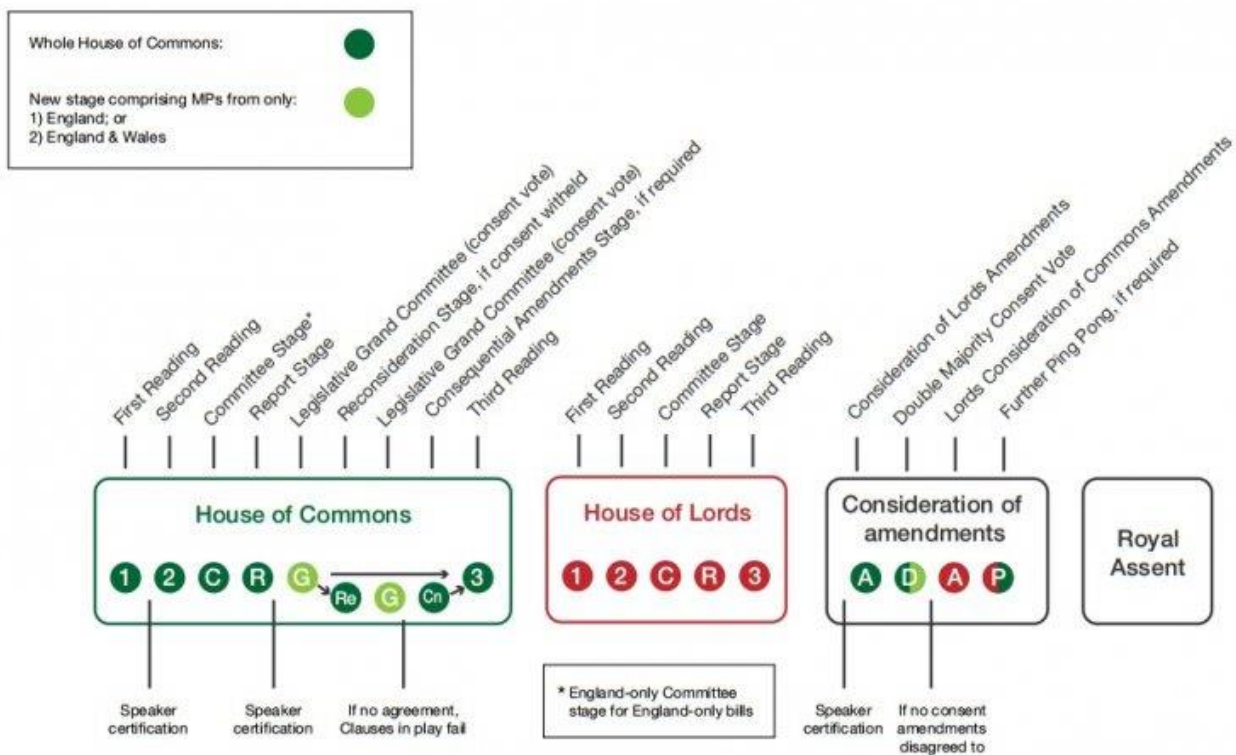 Whole House of Commons:
New stage comprising MPs from only:
1) England; or
2) England & Wales
First Reading
Second Reading
Committee Stage*
Report Stage
Legislative Grand Committee (consent vote)
Reconsideration Stage, if consent witheld
Legislative Grand Committee (consent vote)
Consequential Amendments Stage, if required
Third Reading
First Reading
Second Reading
Committee Stage
Report Stage
Third Reading
Consideration of Lords Amendments
Double Majority Consent Vote
Lords Consideration of Commons Amendments
Further Ping Pong, if required
House of Commons
1 2 C R G Re G Cn 3
House of Lords
1 2 C R 3
Consideration of
amendments
A D A P
Royal
Assent
Speaker
certification
Speaker
certification
If no agreement,
Clauses in play fail
* England-only Committee
stage for England-only bills
Speaker
certification
If no consent
amendments
disagreed to